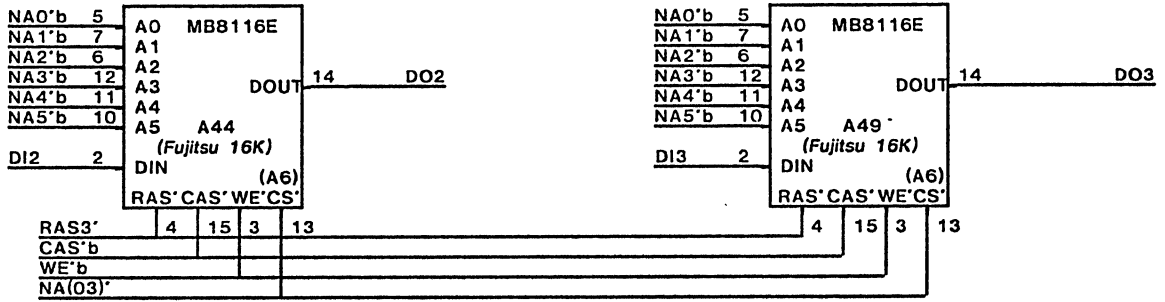 NA0'b 5 A0 MB8116E
NA1'b 7 A1
NA2'b 6 A2
NA3'b 12 A3 DOUT 14 DO2
NA4'b 11 A4
NA5'b 10 A5 A44
(Fujitsu 16K)
DI2 2 DIN
(A6)
RAS' CAS' WE' CS'
4 15 3 13
NA0'b 5 A0 MB8116E
NA1'b 7 A1
NA2'b 6 A2
NA3'b 12 A3 DOUT 14 DO3
NA4'b 11 A4
NA5'b 10 A5 A49
(Fujitsu 16K)
DI3 2 DIN
(A6)
RAS' CAS' WE' CS'
4 15 3 13
RAS3'
CAS'b
WE'b
NA(03)'